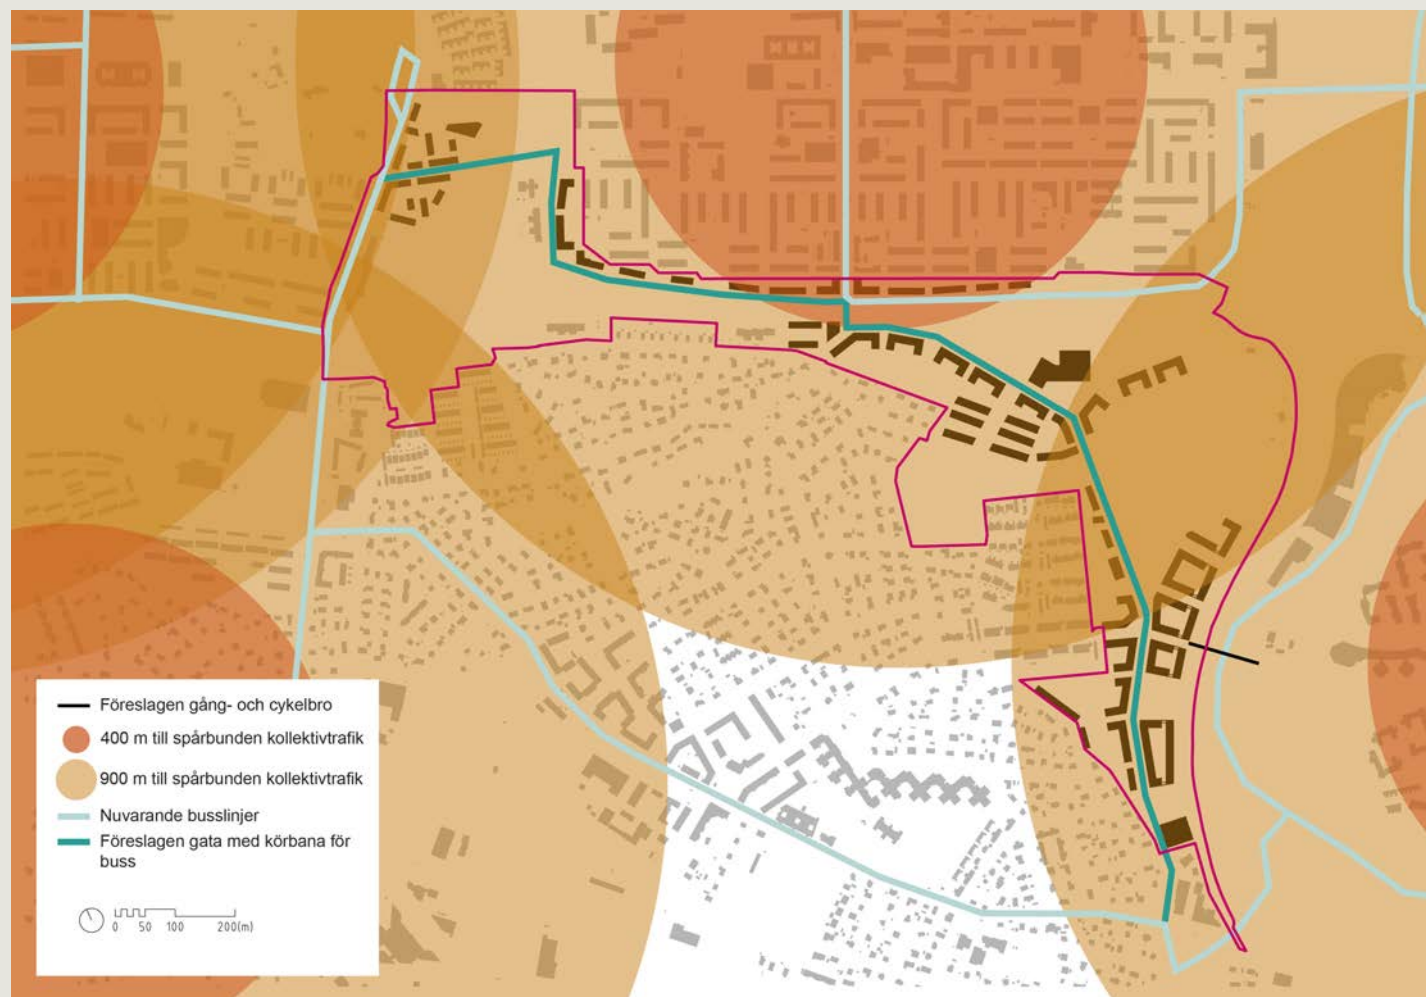 Föreslagen gång- och cykelbro
400 m till spårbunden kollektivtrafik
900 m till spårbunden kollektivtrafik
Nuvarande busslinjer
Föreslagen gata med körbana för
buss
0 50 100 200(m)